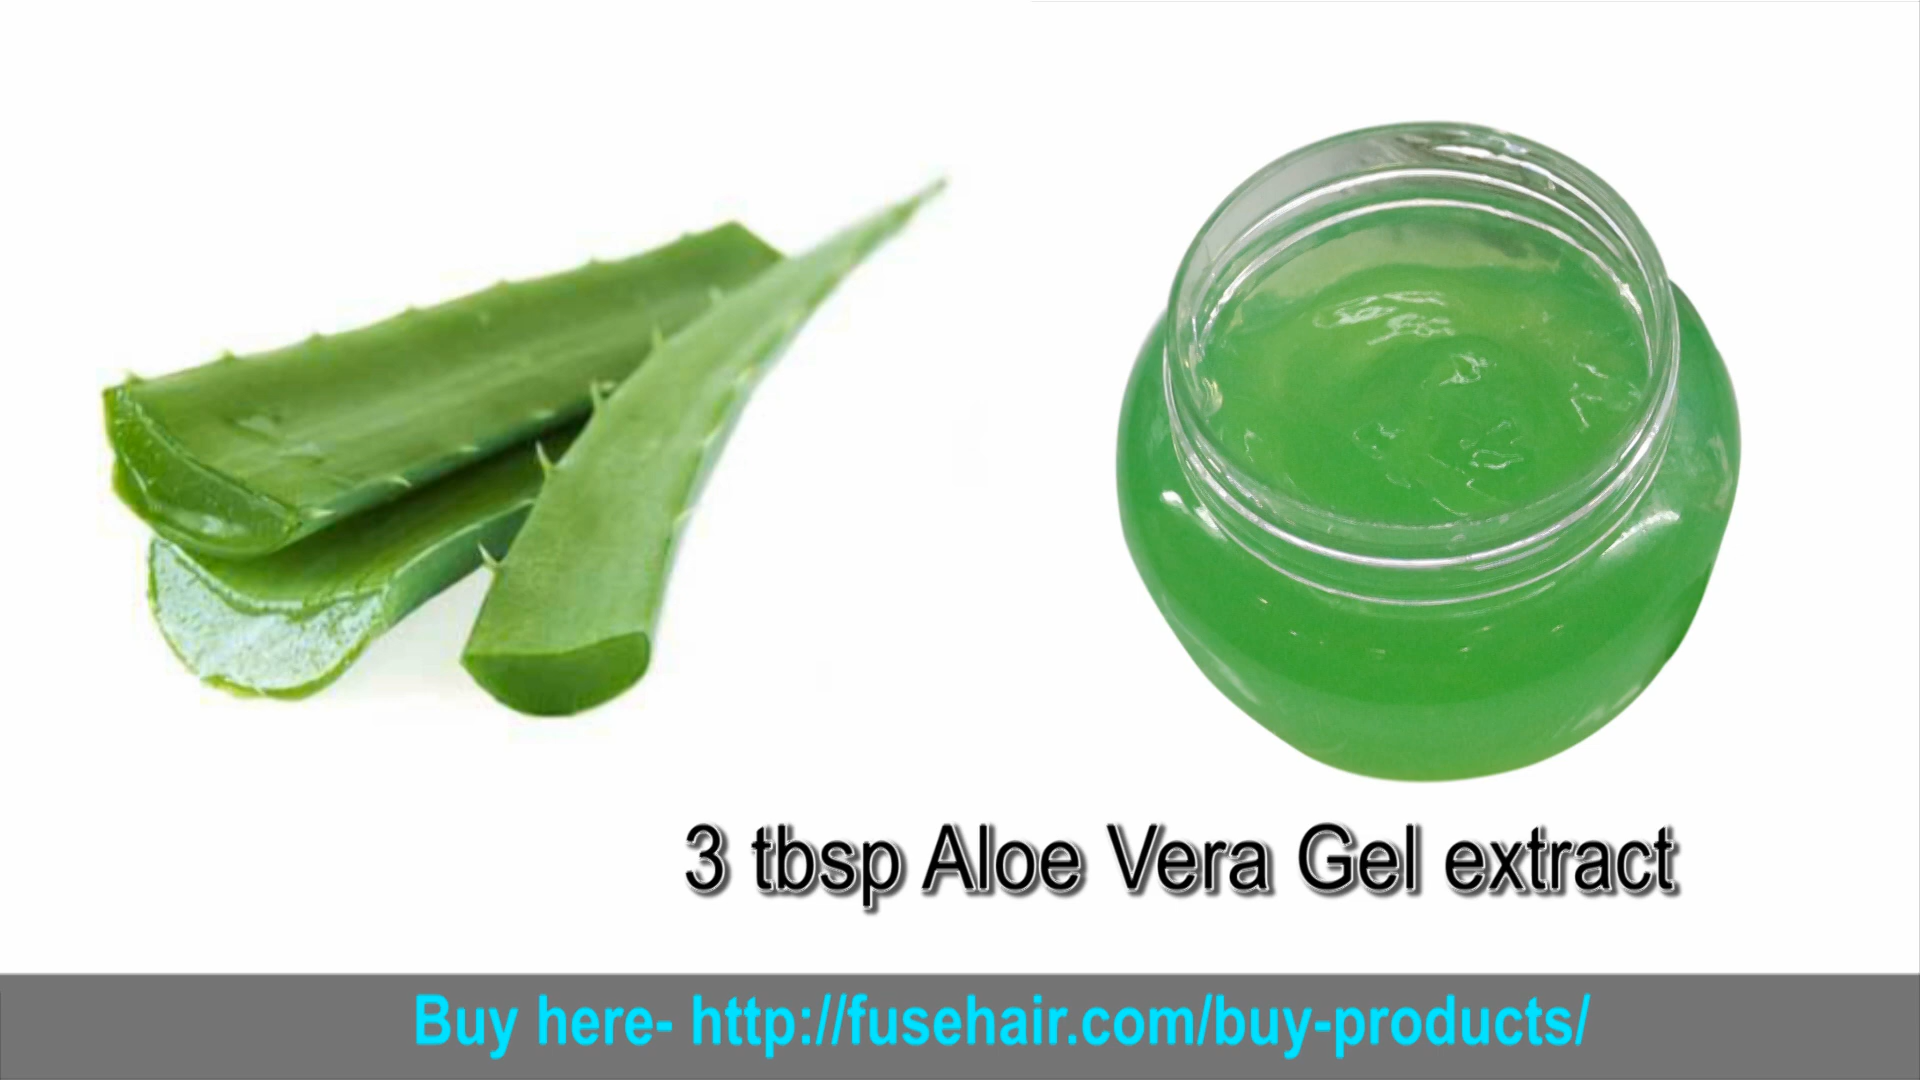 3 tbsp Aloe Vera Gel extract
Buy here- http://fusehair.com/buy-products/